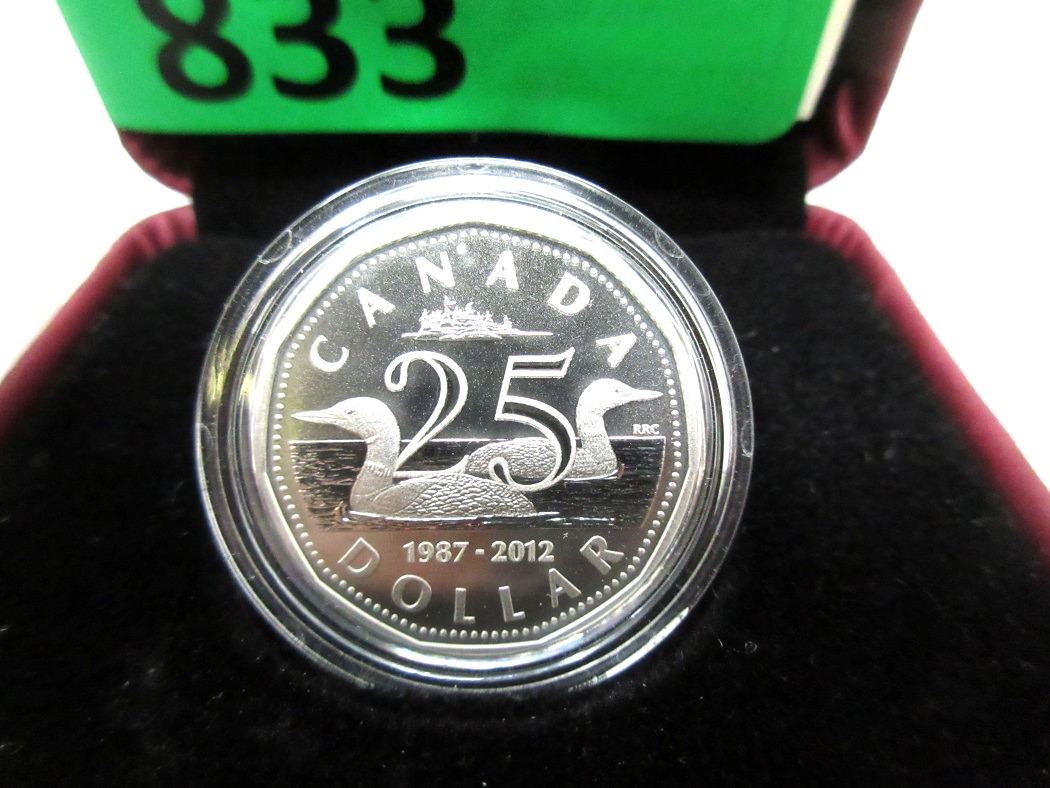 833
CANADA
25
RRC
1987 - 2012
DOLLAR